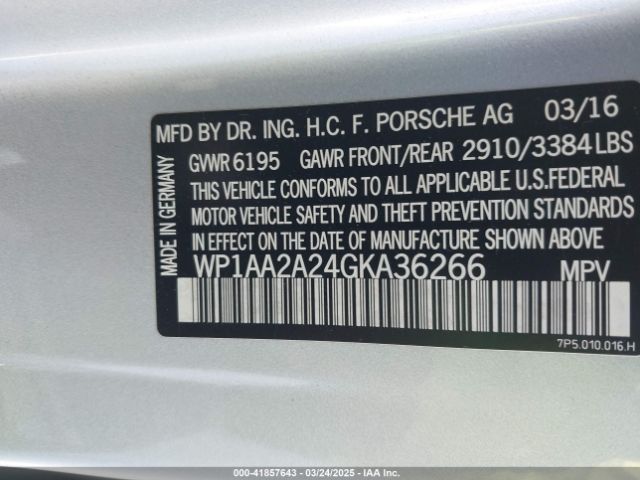 MFD BY DR. ING. H.C. F. PORSCHE AG 03/16
GVWR 6195 GAWR FRONT/REAR 2910/3384 LBS
THIS VEHICLE CONFORMS TO ALL APPLICABLE U.S.FEDERAL
MOTOR VEHICLE SAFETY AND THEFT PREVENTION STANDARDS
IN EFFECT ON THE DATE OF MANUFACTURE SHOWN ABOVE
WP1AA2A24GKA36266 MPV
MADE IN GERMANY
7P5.010.016.H
000-41857643 - 03/24/2025 - IAAI.COM